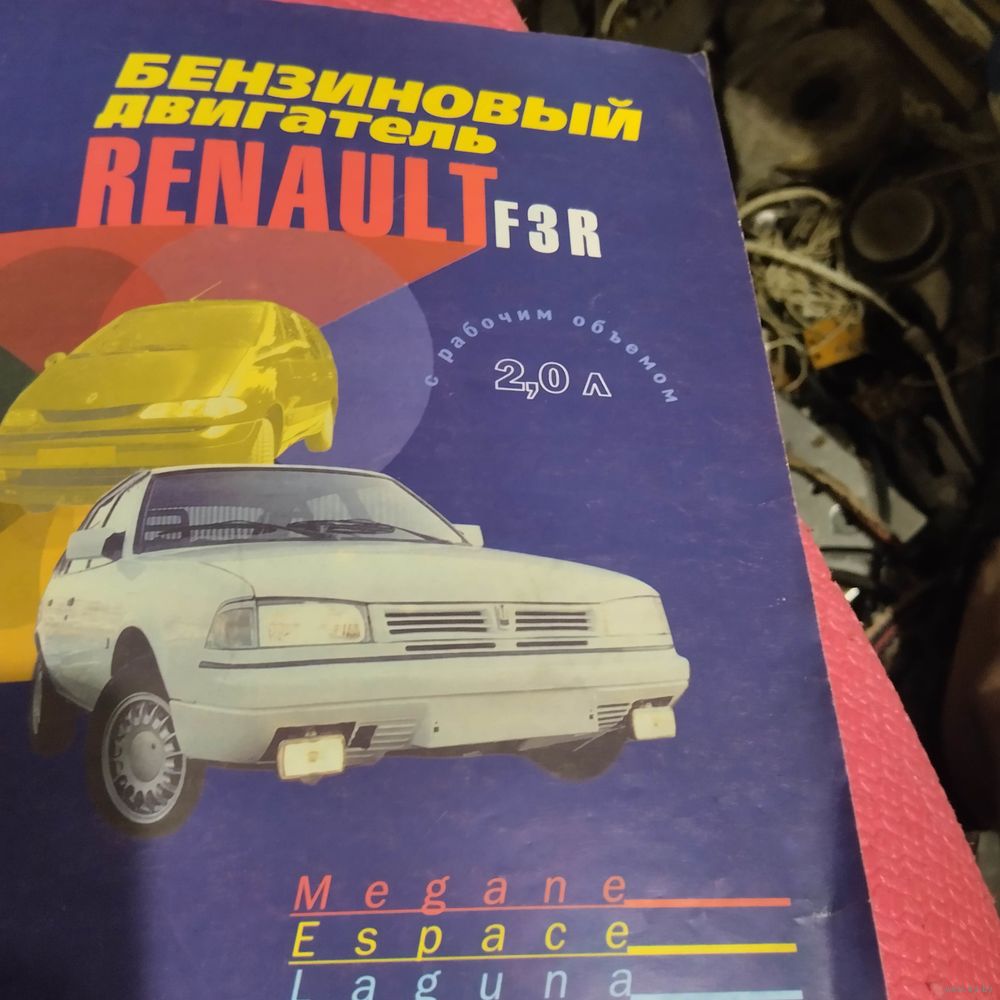 БЕНЗИНОВЫЙ
двигатель
RENAULT F3R
с рабочим объемом
2,0 л
Megane
Espace
Laguna